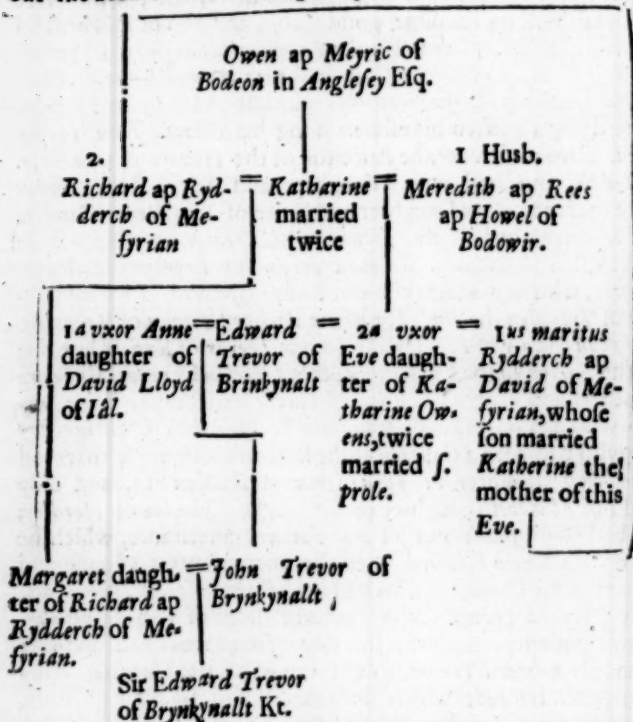 Owen ap Meyric of
Bodeon in Anglesey Eſq.
2.
Richard ap Ryd-
derch of Me-
fyrian
= Katharine =
married
twice
1 Husb.
Meredith ap Rees
ap Howel of
Bodowir.
1a vxor Anne
daughter of
David Lloyd
of Iâl.
= Edward
Trevor of
Brinkynalt
= 2a vxor
Eve daugh-
ter of Ka-
tharine Ow-
ens, twice
married ſ.
prole.
= 1us maritus
Rydderch ap
David of Me-
fyrian, whoſe
ſon married
Katherine the
mother of this
Eve.
Margaret daugh-
ter of Richard ap
Rydderch of Me-
fyrian.
= John Trevor of
Brynkynallt
Sir Edward Trevor
of Brynkynallt Kt.